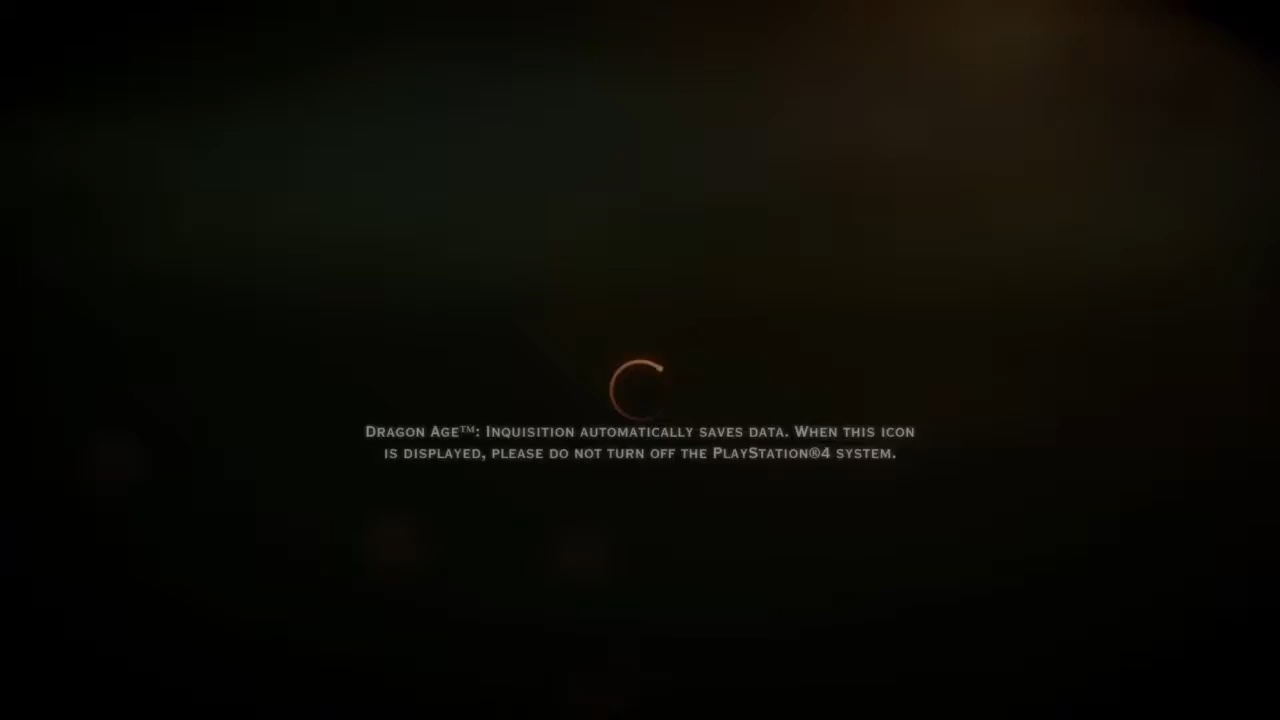 Dragon Age™: Inquisition automatically saves data. When this icon
is displayed, please do not turn off the PlayStation®4 system.